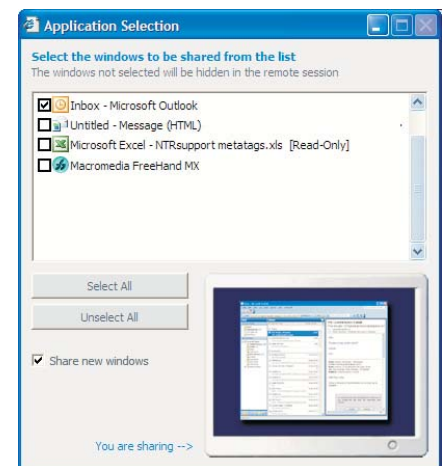 Application Selection
Select the windows to be shared from the list
The windows not selected will be hidden in the remote session
Inbox - Microsoft Outlook
Untitled - Message (HTML)
Microsoft Excel - NTRsupport metatags.xls [Read-Only]
Macromedia FreeHand MX
Select All
Unselect All
Share new windows
You are sharing -->